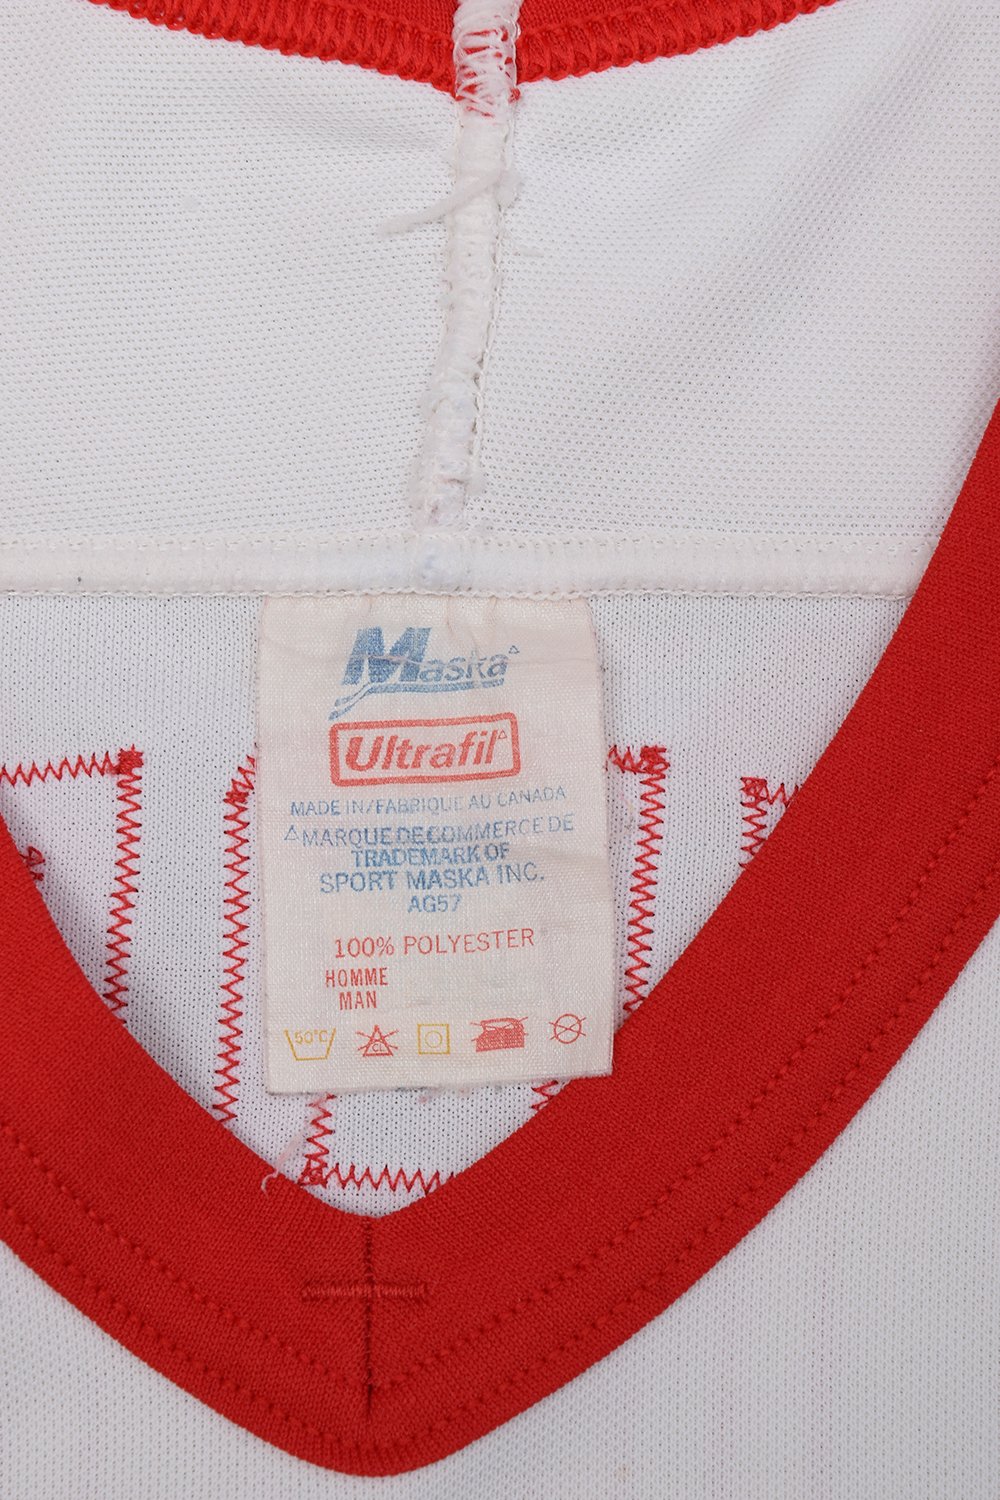 Maska△
Ultrafil△
MADE IN/FABRIQUE AU CANADA
△MARQUE DE COMMERCE DE
TRADEMARK OF
SPORT MASKA INC.
AG57
100% POLYESTER
HOMME
MAN
50°C CL